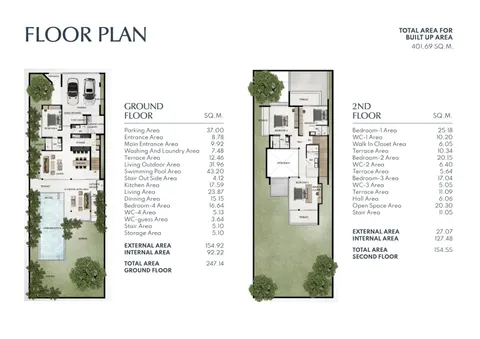 FLOOR PLAN
TOTAL AREA FOR
BUILT UP AREA
401.69 SQ.M.
GROUND
FLOOR SQ.M.
Parking Area 37.00
Entrance Area 8.78
Main Entrance Area 9.92
Washing And Laundry Area 7.48
Terrace Area 12.46
Living Outdoor Area 31.96
Swimming Pool Area 43.20
Stair Out Side Area 4.12
Kitchen Area 17.59
Living Area 23.87
Dinning Area 15.15
Bedroom-4 Area 16.64
WC-4 Area 5.13
WC-guess Area 3.64
Stair Area 5.10
Storage Area 5.10
EXTERNAL AREA 154.92
INTERNAL AREA 92.22
TOTAL AREA 247.14
GROUND FLOOR
2ND
FLOOR SQ.M.
Bedroom-1 Area 25.18
WC-1 Area 10.20
Walk In Closet Area 6.05
Terrace Area 10.34
Bedroom-2 Area 20.15
WC-2 Area 6.40
Terrace Area 5.64
Bedroom-3 Area 17.04
WC-3 Area 5.05
Terrace Area 11.09
Hall Area 6.06
Open Space Area 20.30
Stair Area 11.05
EXTERNAL AREA 27.07
INTERNAL AREA 127.48
TOTAL AREA 154.55
SECOND FLOOR